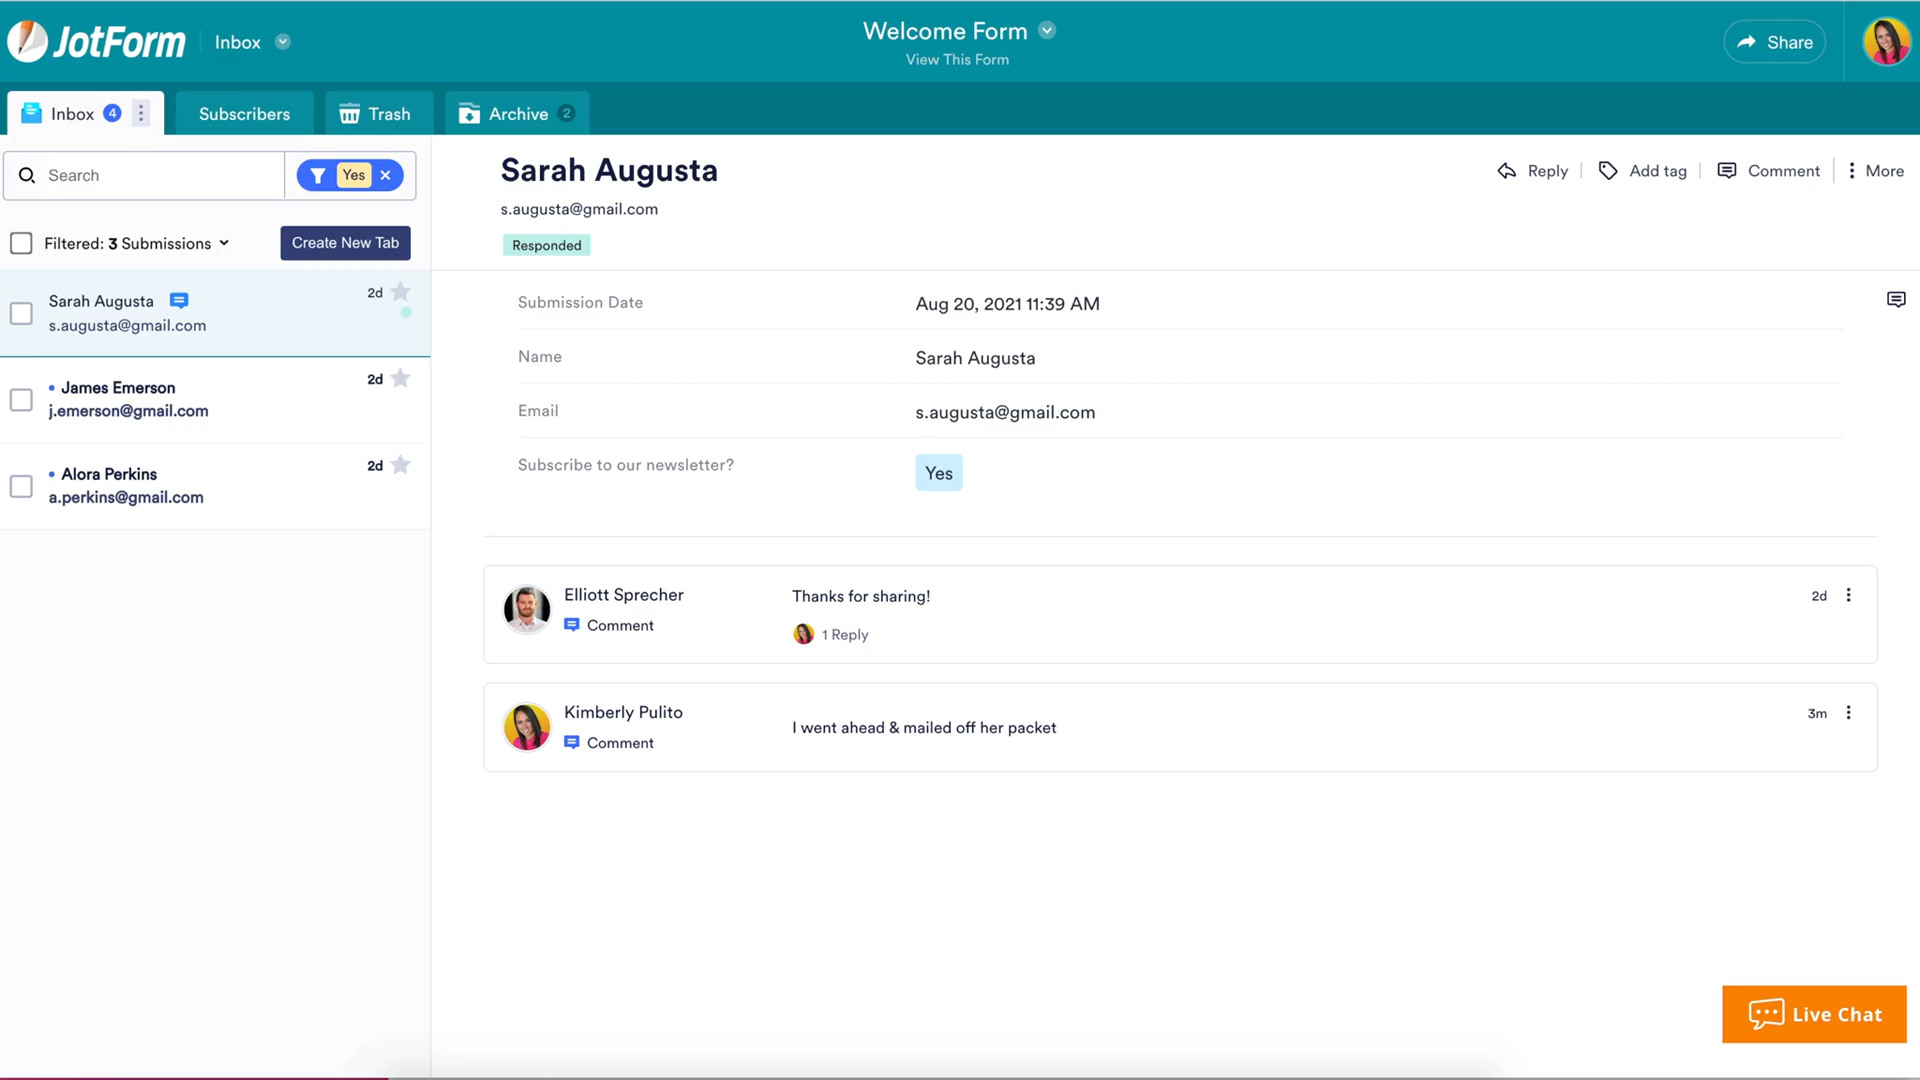 JotForm
Inbox
Welcome Form
View This Form
Share
Inbox 4
Subscribers
Trash
Archive 2
Search
Yes
Filtered: 3 Submissions
Create New Tab
Sarah Augusta
2d
s.augusta@gmail.com
James Emerson
2d
j.emerson@gmail.com
Alora Perkins
2d
a.perkins@gmail.com
Sarah Augusta
s.augusta@gmail.com
Responded
Reply
Add tag
Comment
More
Submission Date
Aug 20, 2021 11:39 AM
Name
Sarah Augusta
Email
s.augusta@gmail.com
Subscribe to our newsletter?
Yes
Elliott Sprecher
Comment
Thanks for sharing!
1 Reply
2d
Kimberly Pulito
Comment
I went ahead & mailed off her packet
3m
Live Chat